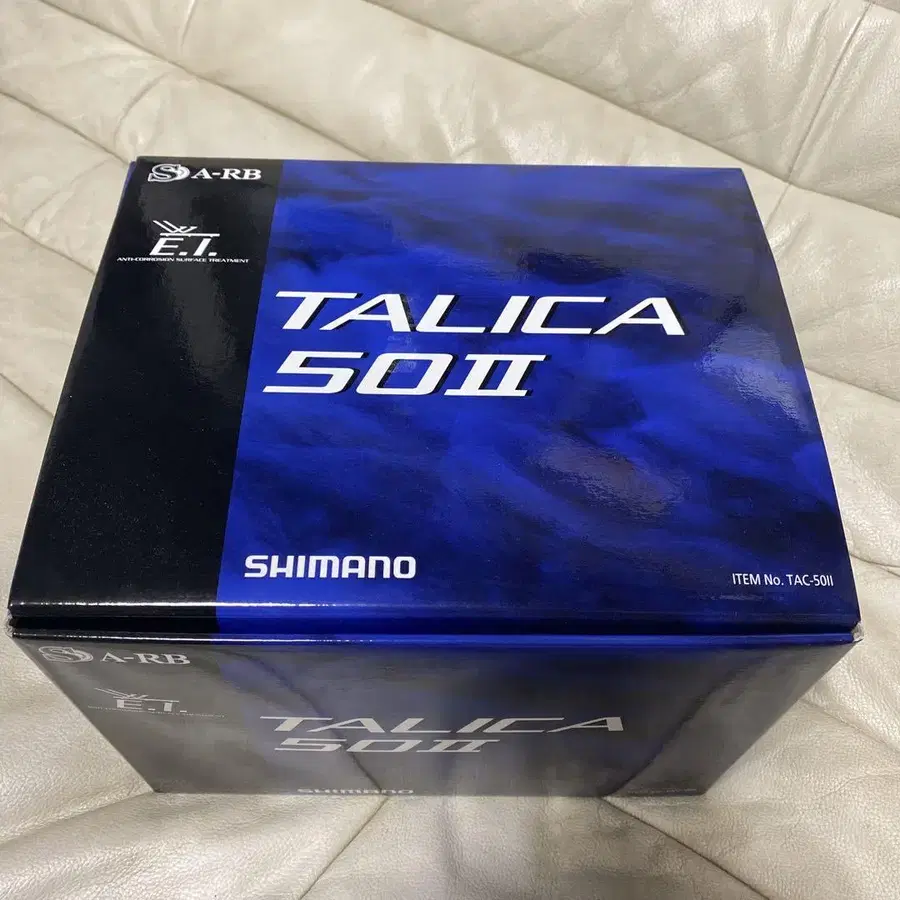 S A-RB
E.I.
ANTI-CORROSION SURFACE TREATMENT
TALICA
50II
SHIMANO
ITEM No. TAC-50II
S A-RB
E.I.
TALICA
50II
SHIMANO